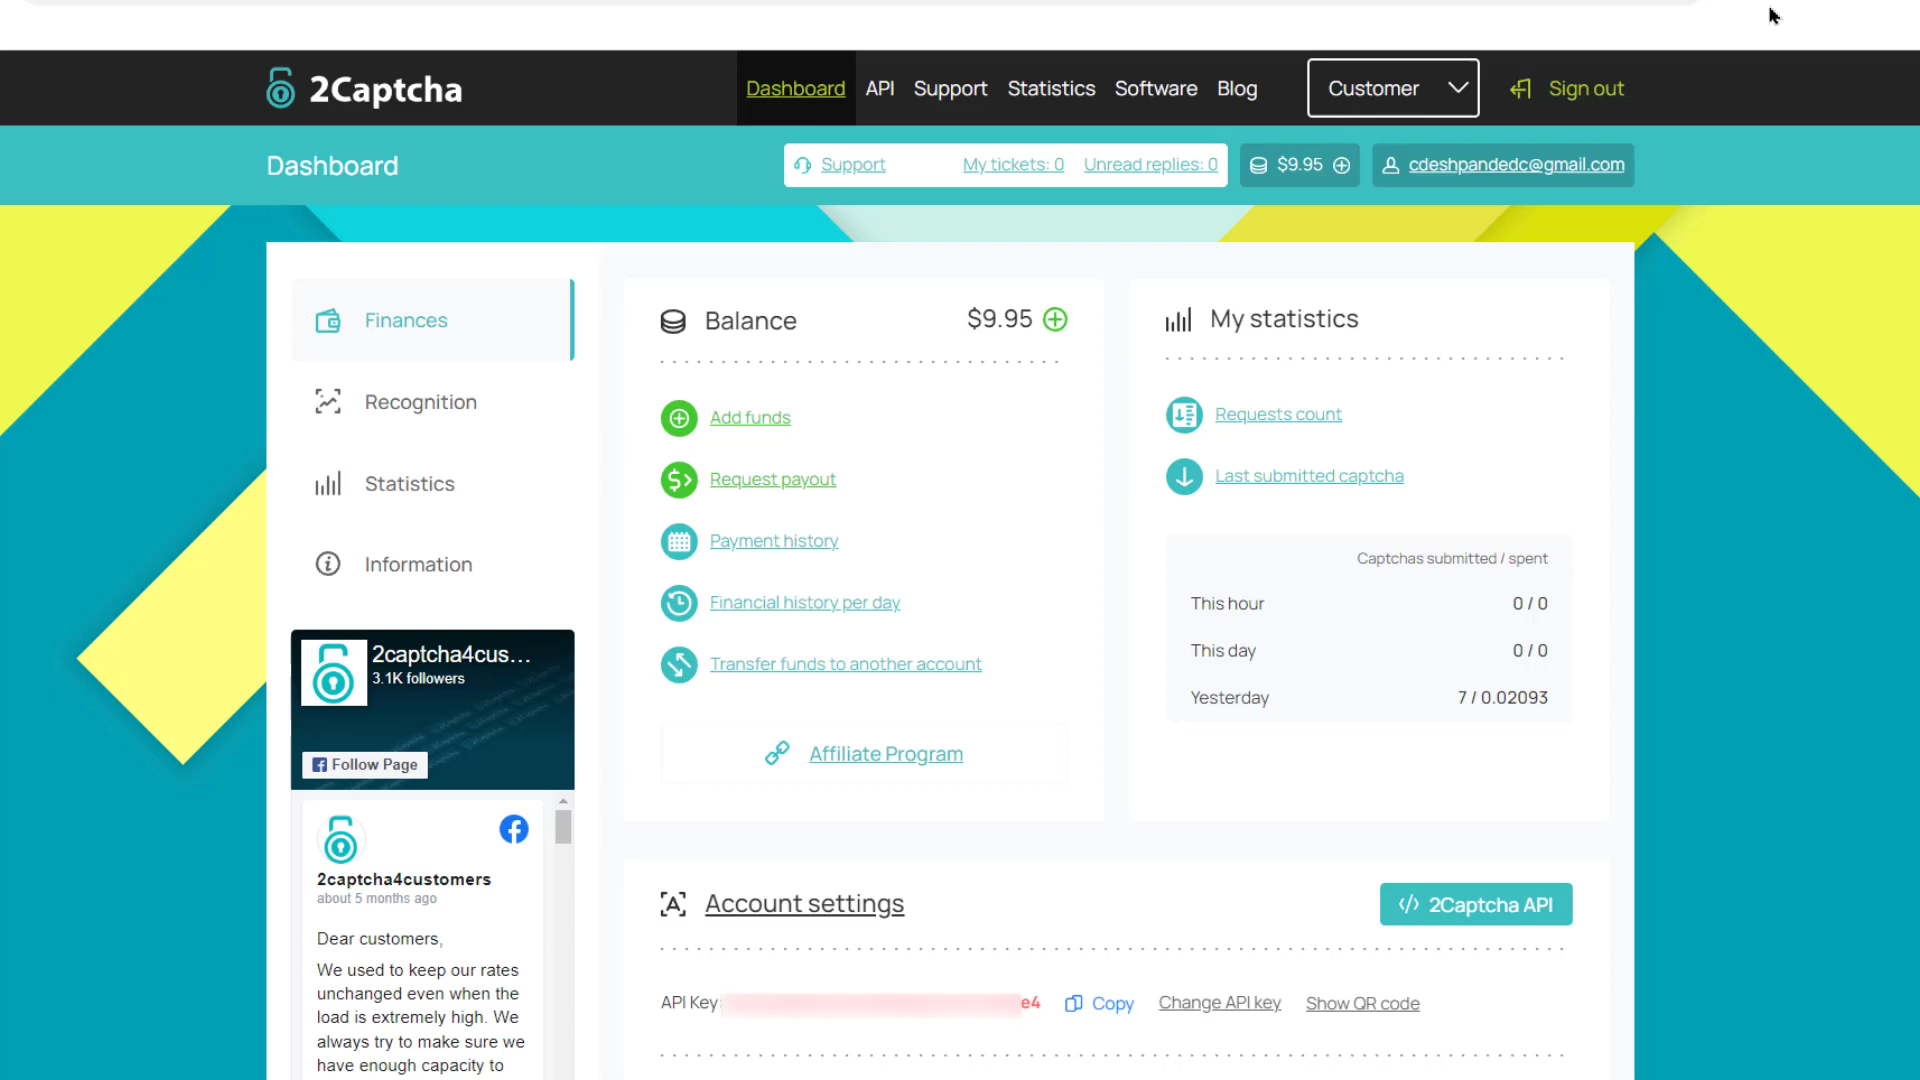 2Captcha
Dashboard API Support Statistics Software Blog Customer Sign out
Dashboard
Support My tickets: 0 Unread replies: 0 $9.95 cdeshpandedc@gmail.com
Finances
Recognition
Statistics
Information
2captcha4cus...
3.1K followers
Follow Page
2captcha4customers
about 5 months ago
Dear customers,
We used to keep our rates
unchanged even when the
load is extremely high. We
always try to make sure we
have enough capacity to
Balance $9.95
Add funds
Request payout
Payment history
Financial history per day
Transfer funds to another account
Affiliate Program
My statistics
Requests count
Last submitted captcha
Captchas submitted / spent
This hour 0 / 0
This day 0 / 0
Yesterday 7 / 0.02093
Account settings
</> 2Captcha API
API Key: e4 Copy Change API key Show QR code